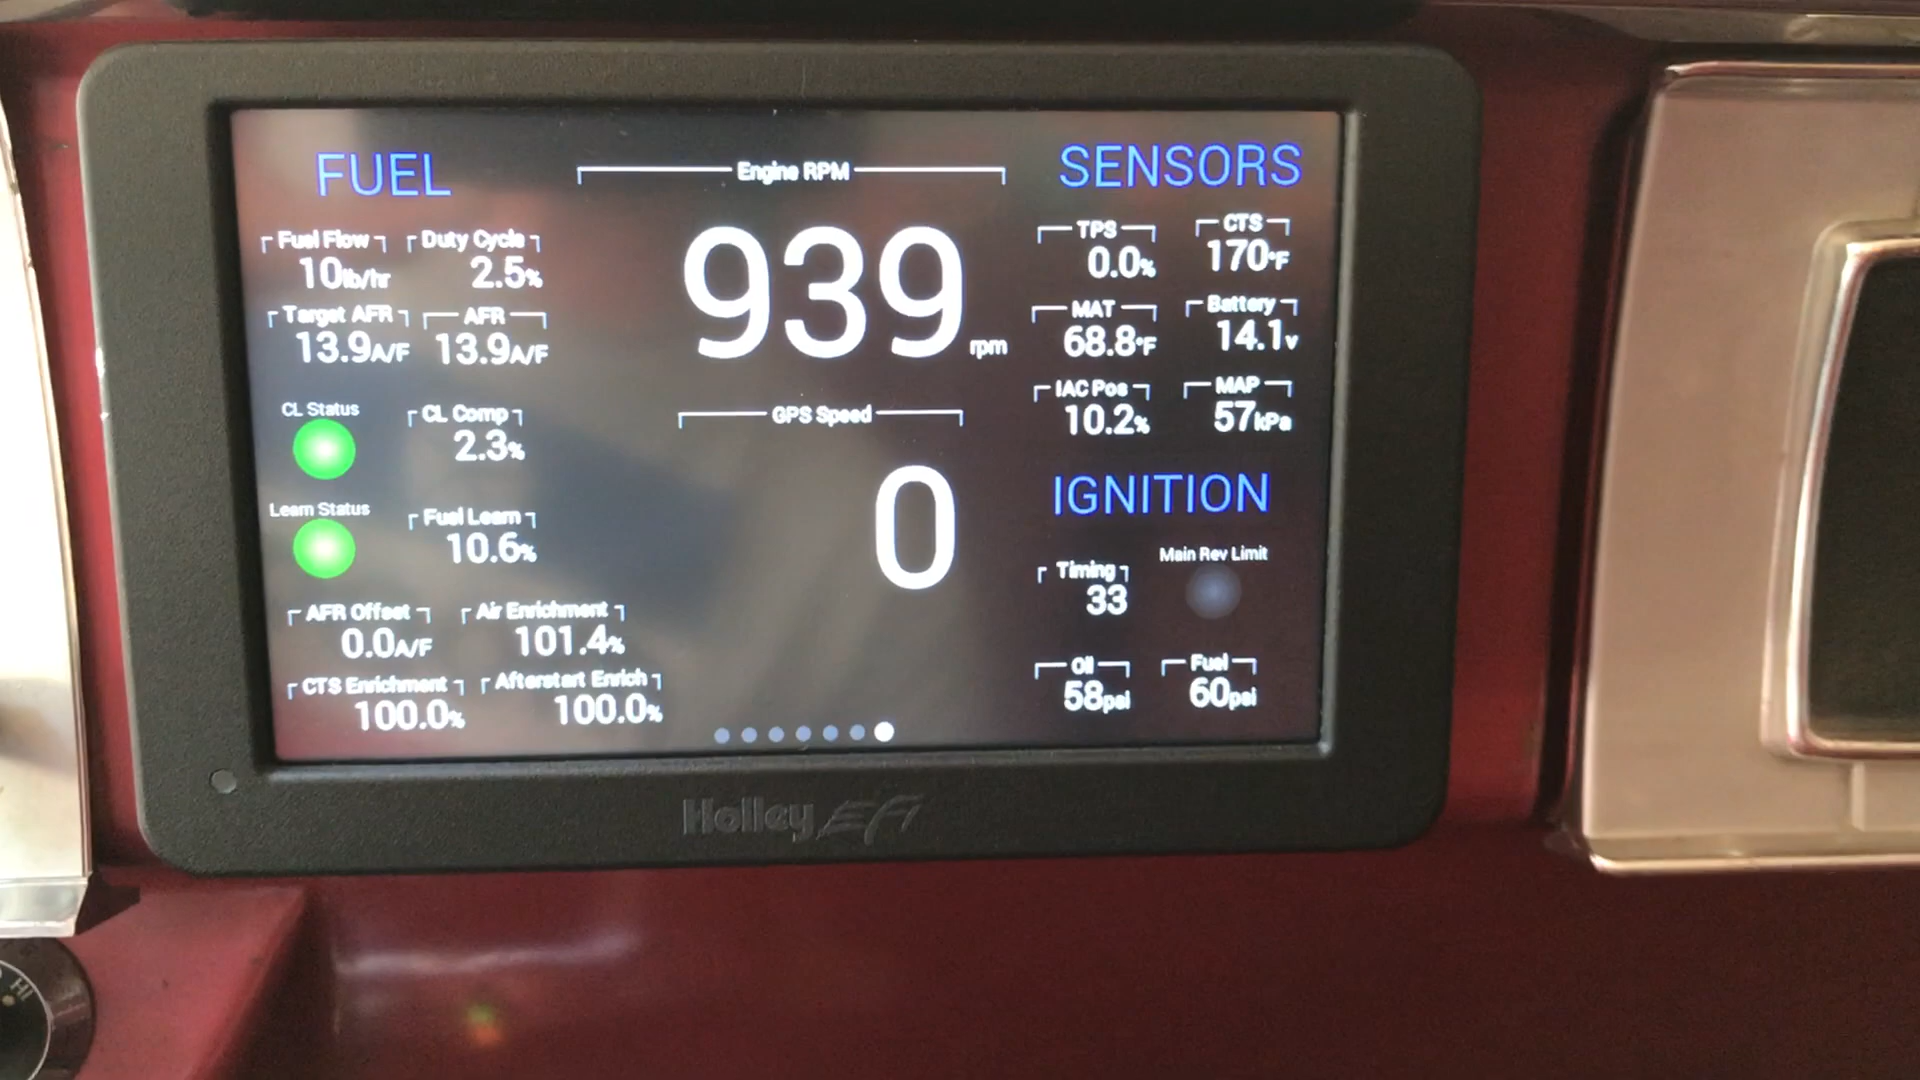 FUEL
Fuel Flow Duty Cycle
10lb/hr 2.5%
Target AFR AFR
13.9A/F 13.9A/F
CL Status CL Comp
2.3%
Learn Status Fuel Learn
10.6%
AFR Offset Air Enrichment
0.0A/F 101.4%
CTS Enrichment Afterstart Enrich
100.0% 100.0%
Engine RPM
939rpm
GPS Speed
0
SENSORS
TPS CTS
0.0% 170°F
MAT Battery
68.8°F 14.1v
IAC Pos MAP
10.2% 57kPa
IGNITION
Timing Main Rev Limit
33
Oil Fuel
58psi 60psi
Holley EFI
HI